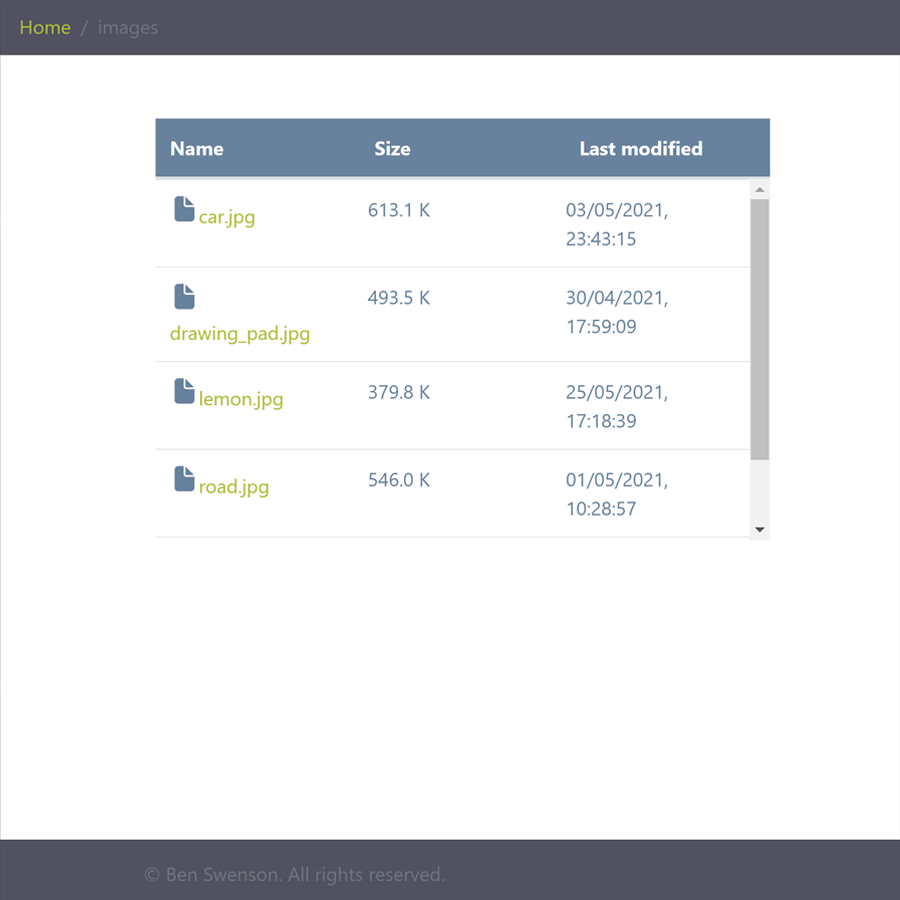 Home / images
Name Size Last modified
car.jpg 613.1 K 03/05/2021,
23:43:15
drawing_pad.jpg 493.5 K 30/04/2021,
17:59:09
lemon.jpg 379.8 K 25/05/2021,
17:18:39
road.jpg 546.0 K 01/05/2021,
10:28:57
© Ben Swenson. All rights reserved.